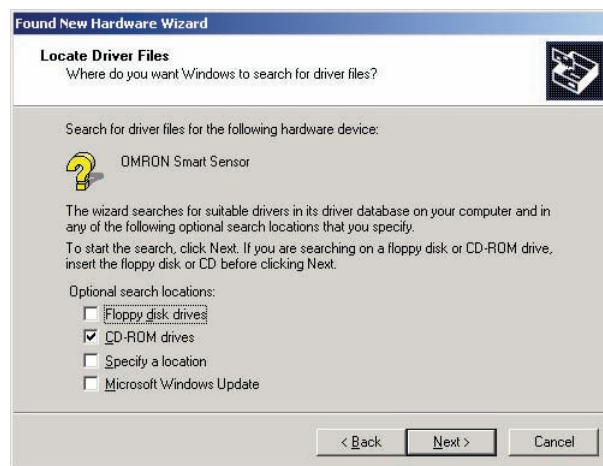 Found New Hardware Wizard
Locate Driver Files
Where do you want Windows to search for driver files?
Search for driver files for the following hardware device:
OMRON Smart Sensor
The wizard searches for suitable drivers in its driver database on your computer and in
any of the following optional search locations that you specify.
To start the search, click Next. If you are searching on a floppy disk or CD-ROM drive,
insert the floppy disk or CD before clicking Next.
Optional search locations:
Floppy disk drives
CD-ROM drives
Specify a location
Microsoft Windows Update
< Back Next > Cancel